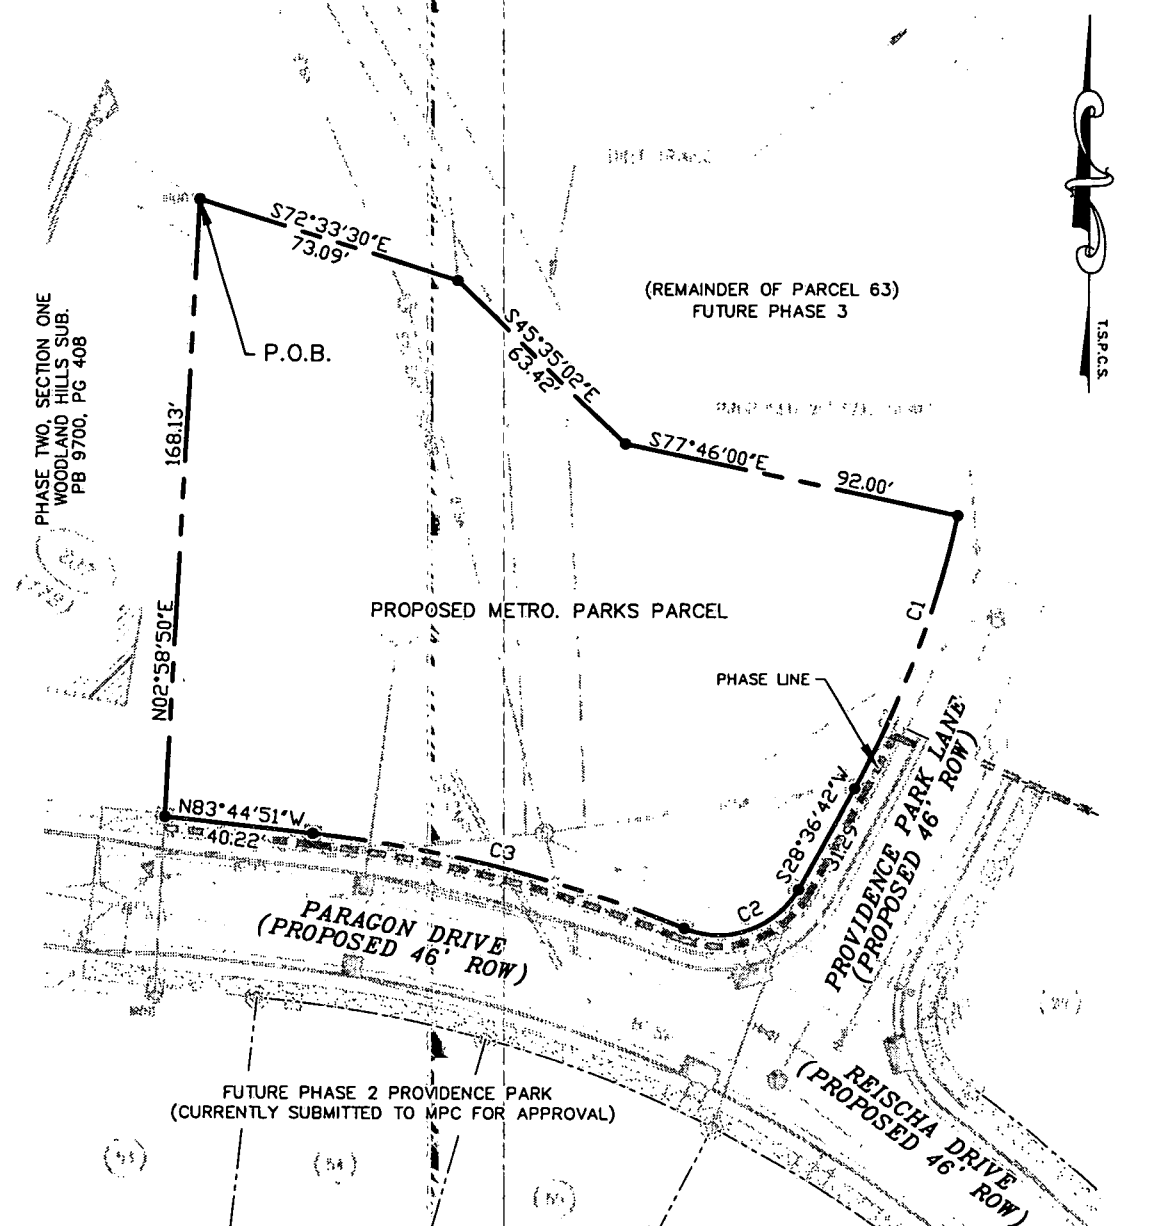 S72°33'30"E
73.09'
T.S.P.C.S.
(REMAINDER OF PARCEL 63)
FUTURE PHASE 3
PHASE TWO, SECTION ONE
WOODLAND HILLS SUB.
PB 9700, PG 408
P.O.B.
S45°35'02"E
63.42'
168.13'
S77°46'00"E
92.00'
N02°58'50"E
PROPOSED METRO. PARKS PARCEL
C1
PHASE LINE
N83°44'51"W
40.22'
C3
C2
S28°36'42"W
31.29'
PROVIDENCE PARK LANE
(PROPOSED 46' ROW)
PARAGON DRIVE
(PROPOSED 46' ROW)
REISCHA DRIVE
(PROPOSED 46' ROW)
FUTURE PHASE 2 PROVIDENCE PARK
(CURRENTLY SUBMITTED TO MPC FOR APPROVAL)